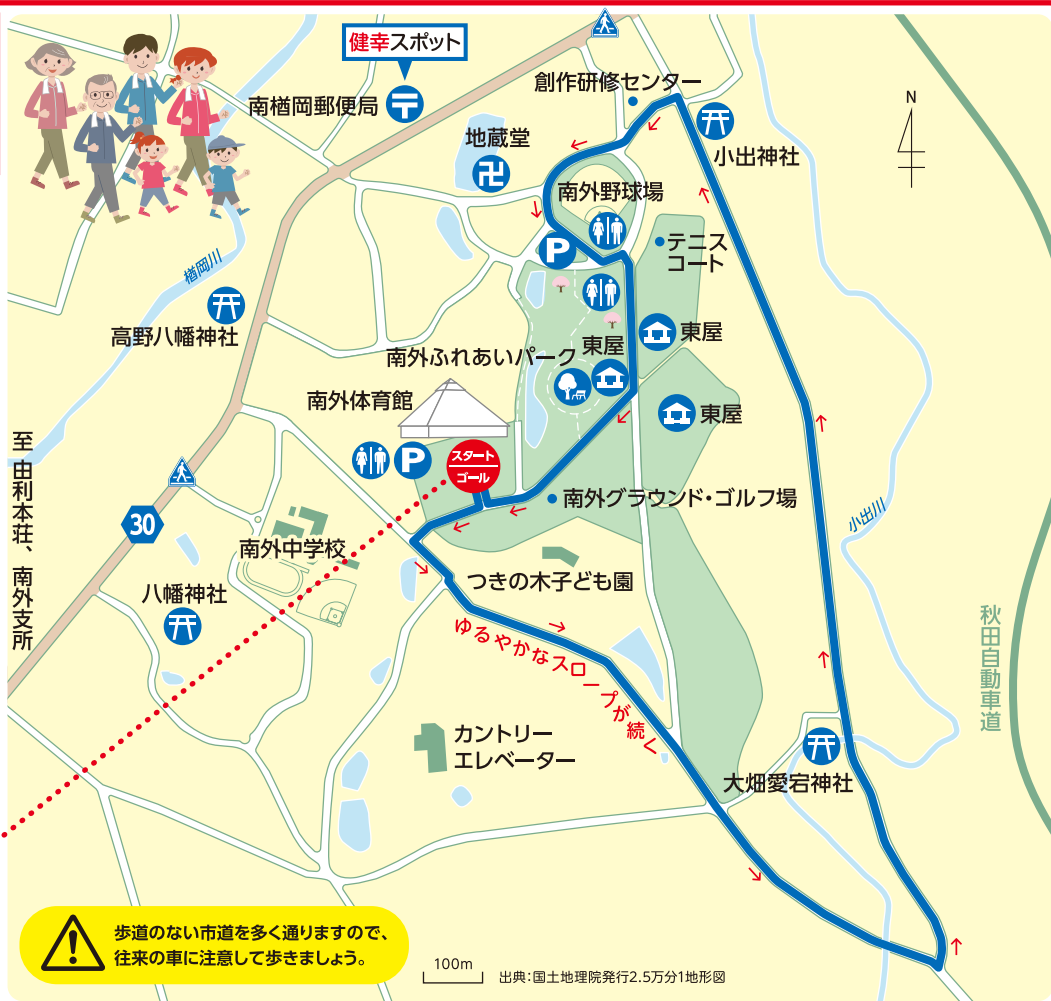 健幸スポット
南楢岡郵便局
創作研修センター
N
地蔵堂
小出神社
南外野球場
P
テニス
コート
楢岡川
高野八幡神社
東屋
東屋
南外ふれあいパーク
南外体育館
東屋
P
スタート
ゴール
南外グラウンド・ゴルフ場
小出川
30
南外中学校
至 由利本荘、南外支所
つきの木子ども園
八幡神社
ゆるやかなスロープが続く
秋田自動車道
カントリー
エレベーター
大畑愛宕神社
歩道のない市道を多く通りますので、
往来の車に注意して歩きましょう。
100m
出典：国土地理院発行2.5万分1地形図